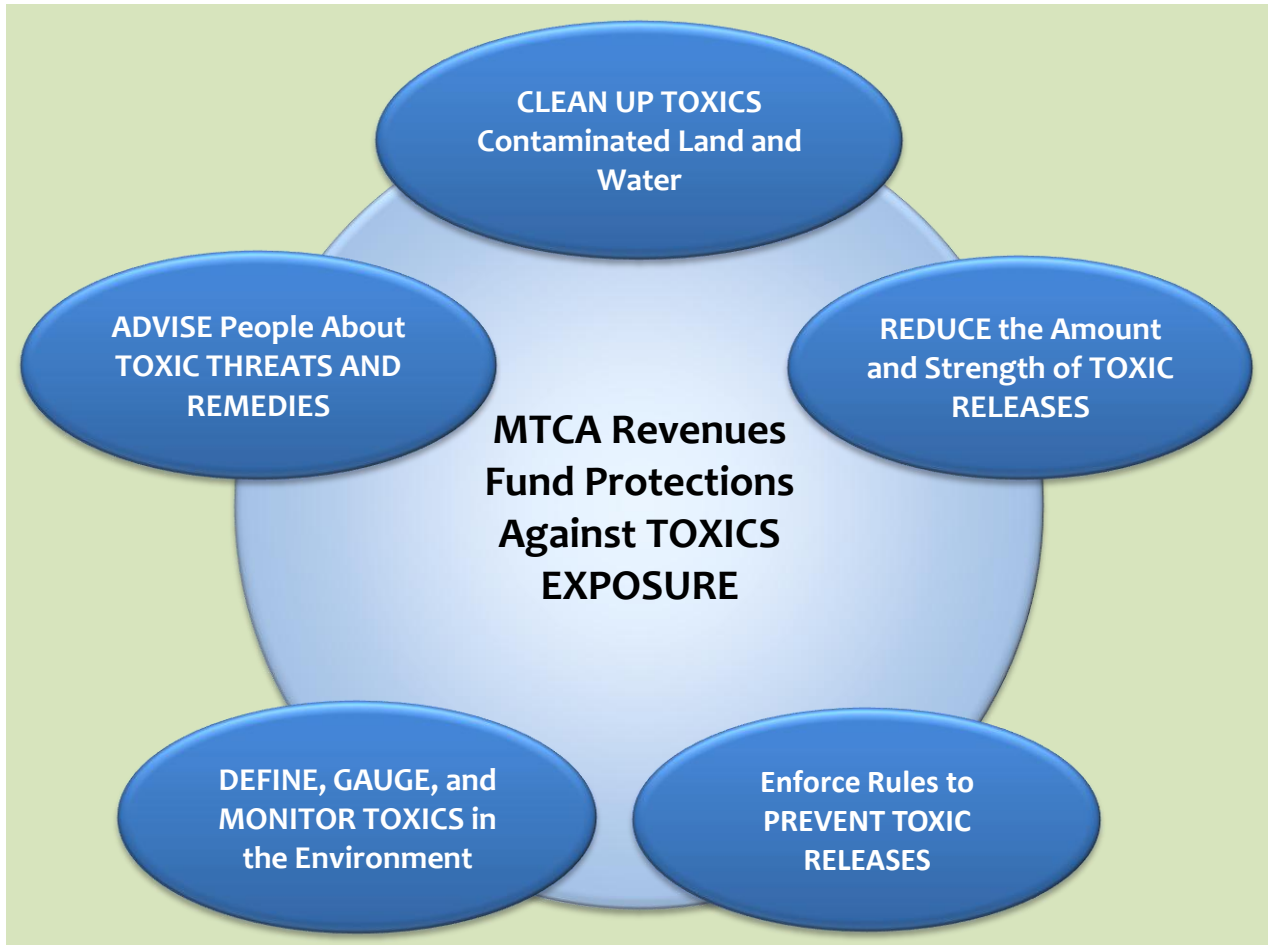 CLEAN UP TOXICS
Contaminated Land and
Water
ADVISE People About
TOXIC THREATS AND
REMEDIES
REDUCE the Amount
and Strength of TOXIC
RELEASES
MTCA Revenues
Fund Protections
Against TOXICS
EXPOSURE
DEFINE, GAUGE, and
MONITOR TOXICS in
the Environment
Enforce Rules to
PREVENT TOXIC
RELEASES